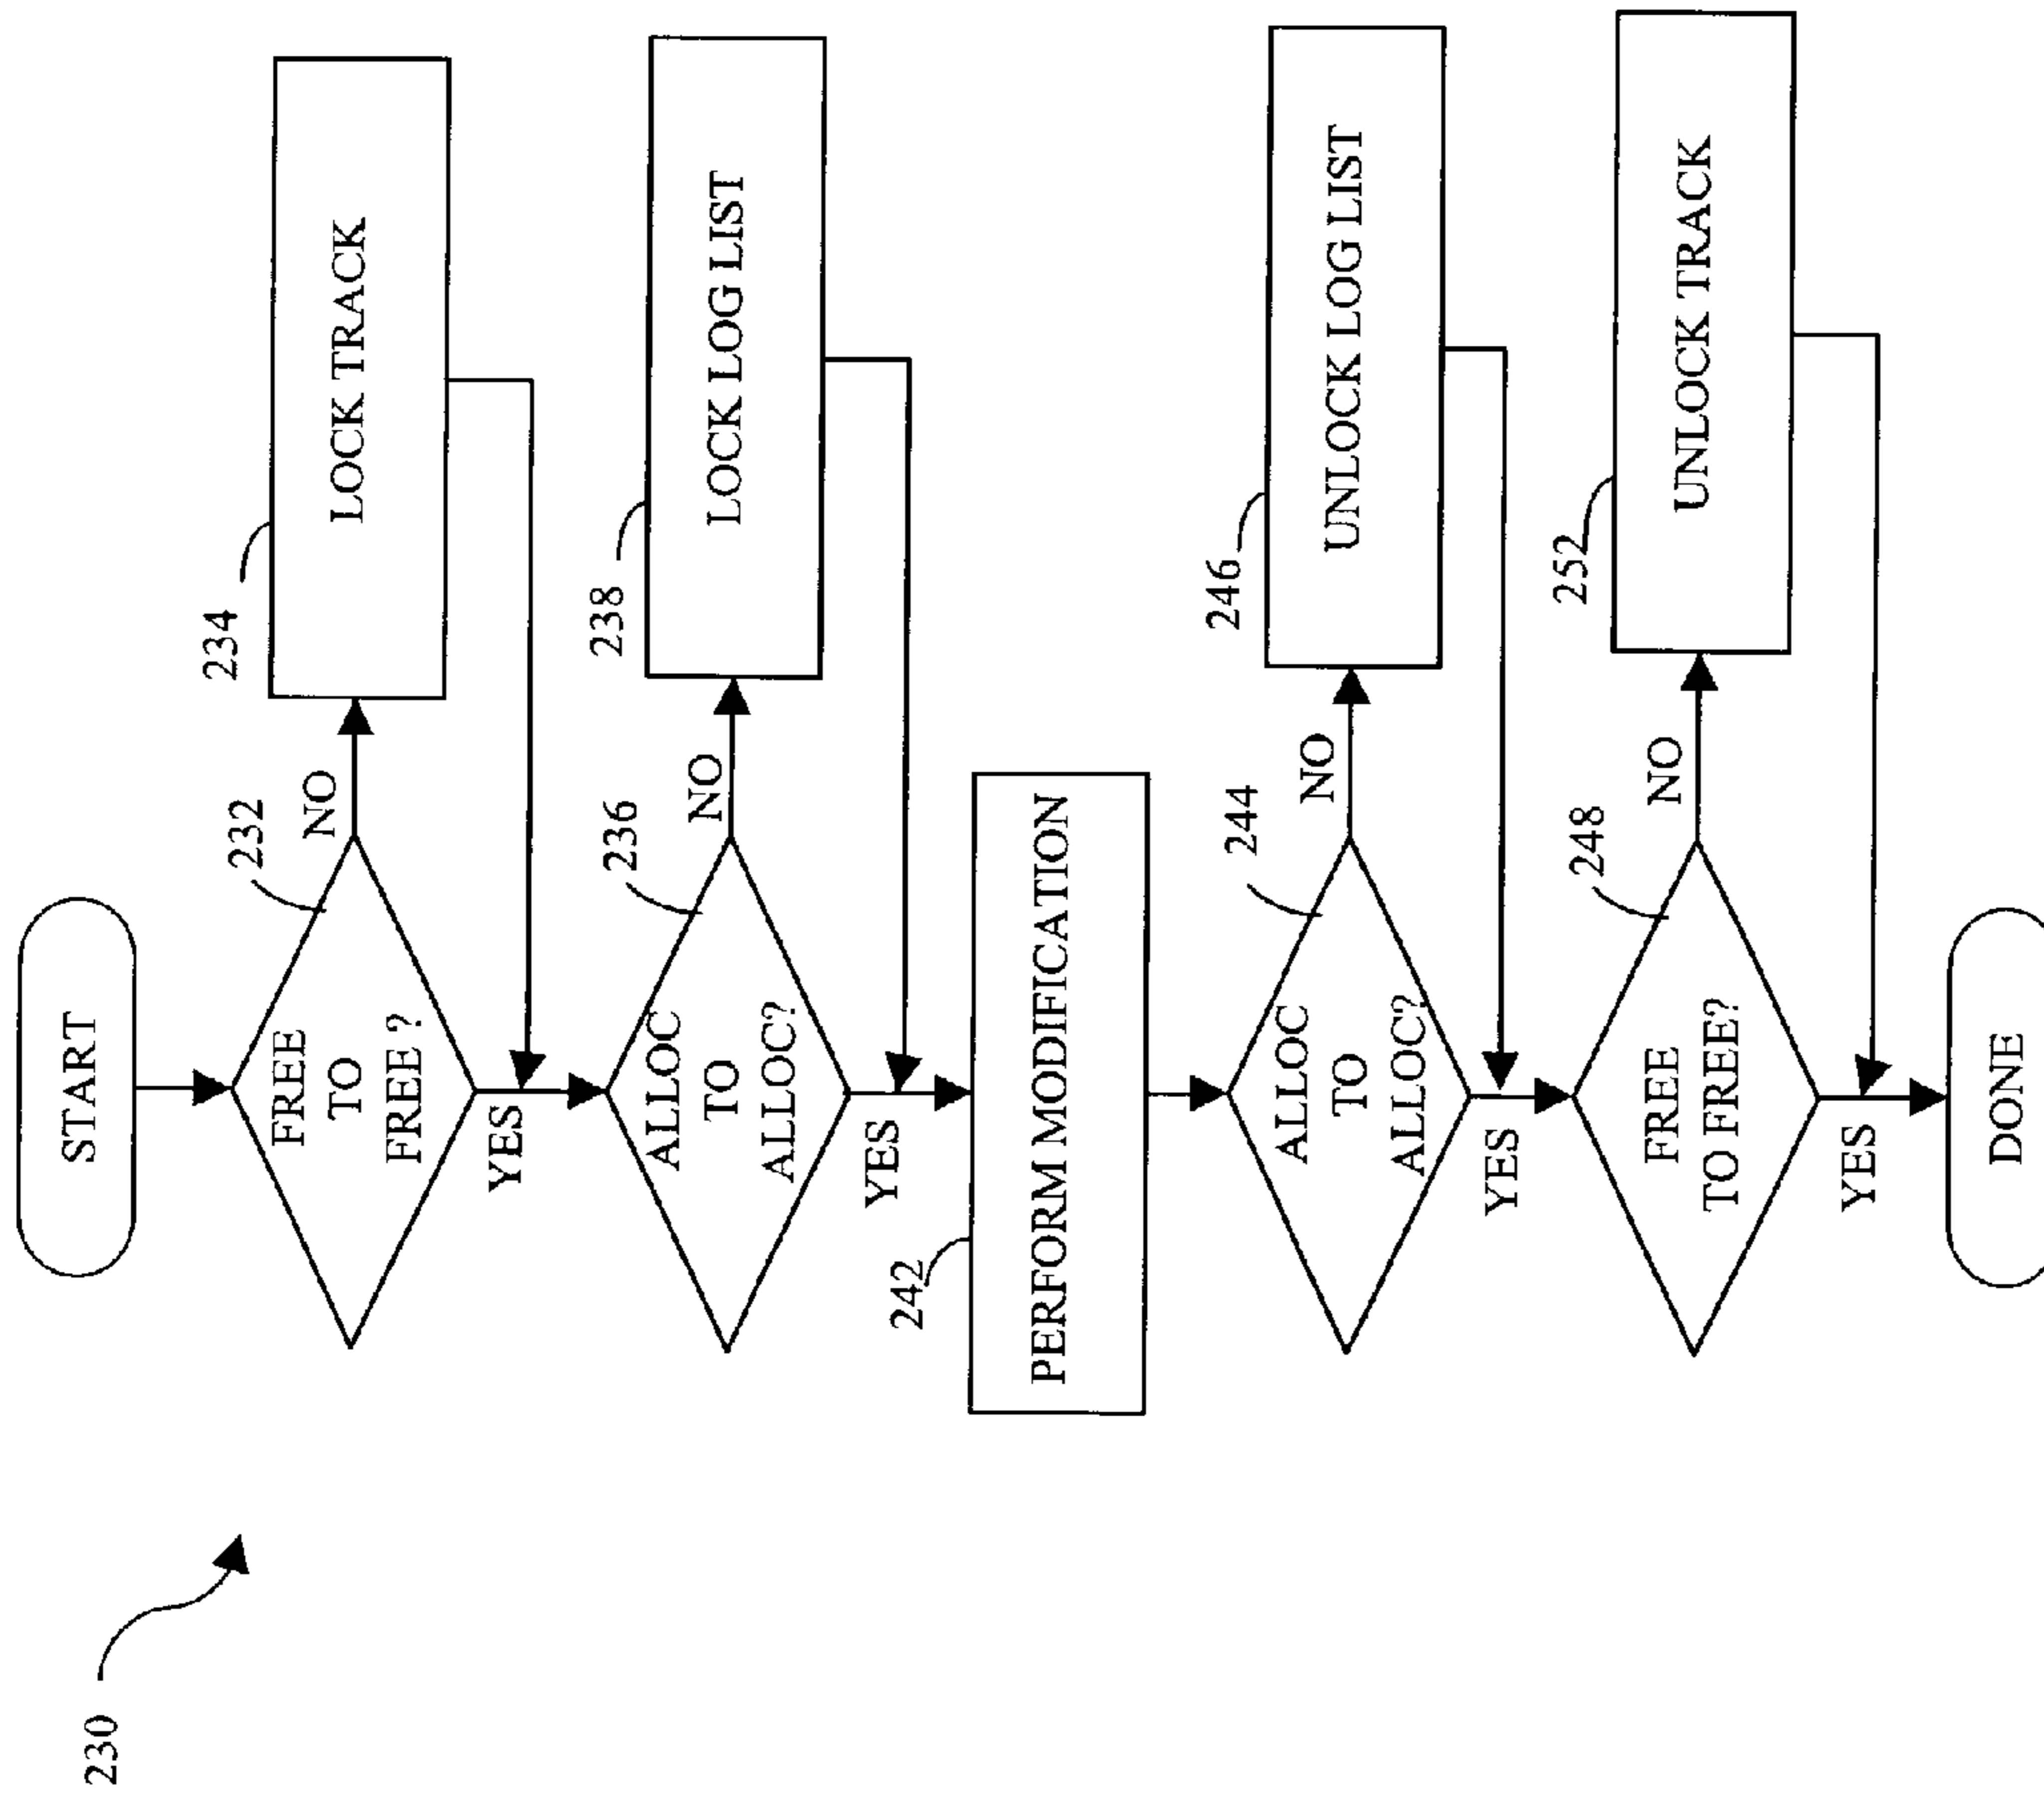 230
START
232
FREE
TO
FREE ?
NO
234
LOCK TRACK
YES
236
ALLOC
TO
ALLOC?
NO
238
LOCK LOG LIST
YES
242
PERFORM MODIFICATION
244
ALLOC
TO
ALLOC?
NO
246
UNLOCK LOG LIST
YES
248
FREE
TO FREE?
NO
252
UNLOCK TRACK
YES
DONE